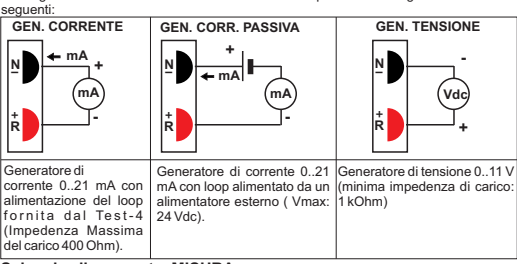 seguenti:
GEN. CORRENTE
GEN. CORR. PASSIVA
GEN. TENSIONE
N
-
mA
+
mA
+
R
-
N
-
+
mA
mA
+
R
-
N
-
-
Vdc
+
R
+
Generatore di
corrente 0..21 mA con
alimentazione del loop
fornita dal Test-4
(Impedenza Massima
del carico 400 Ohm).
Generatore di corrente 0..21
mA con loop alimentato da un
alimentatore esterno ( Vmax:
24 Vdc).
Generatore di tensione 0..11 V
(minima impedenza di carico:
1 kOhm)